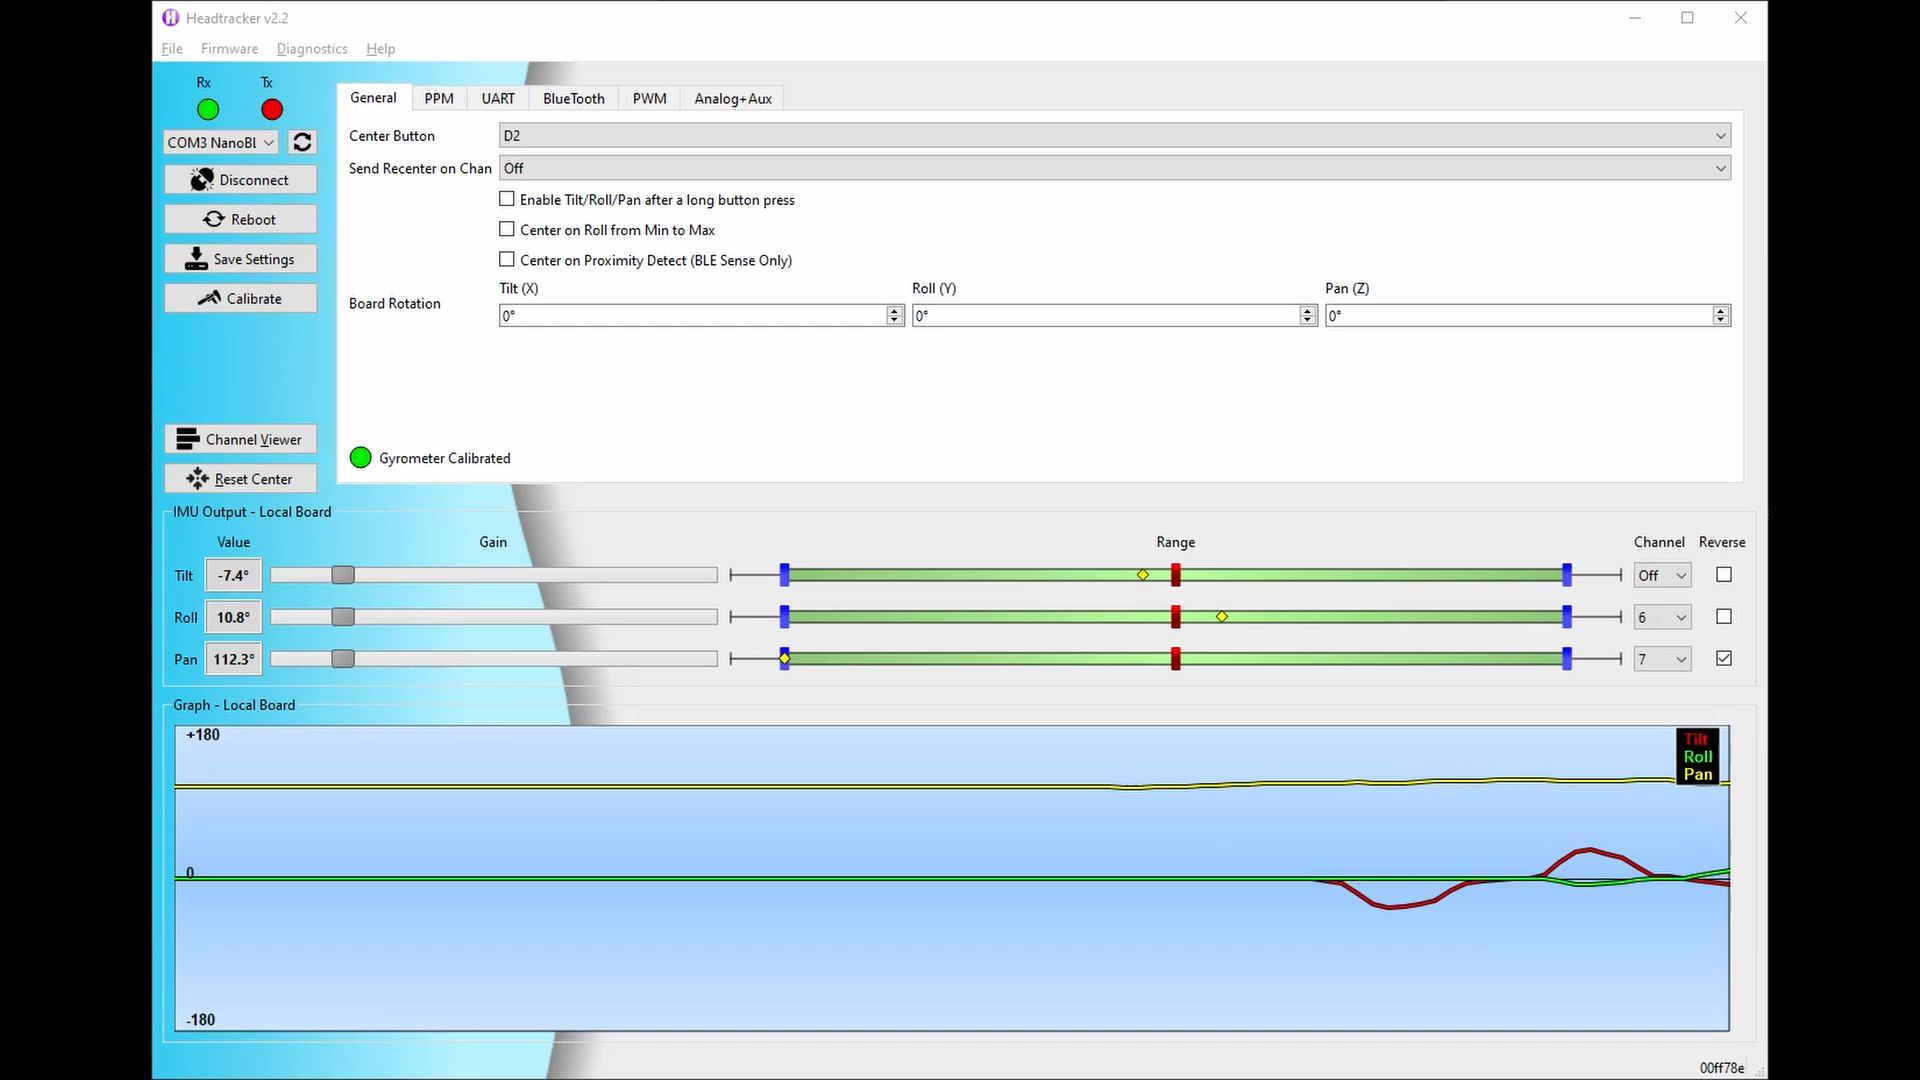 Headtracker v2.2
File Firmware Diagnostics Help
Rx Tx
COM3 NanoBl
Disconnect
Reboot
Save Settings
Calibrate
Channel Viewer
Reset Center
General PPM UART BlueTooth PWM Analog+Aux
Center Button D2
Send Recenter on Chan Off
Enable Tilt/Roll/Pan after a long button press
Center on Roll from Min to Max
Center on Proximity Detect (BLE Sense Only)
Tilt (X) Roll (Y) Pan (Z)
Board Rotation 0° 0° 0°
Gyrometer Calibrated
IMU Output - Local Board
Value Gain Range Channel Reverse
Tilt -7.4° Off
Roll 10.8° 6
Pan 112.3° 7
Graph - Local Board
+180
Tilt
Roll
Pan
0
-180
00ff78e